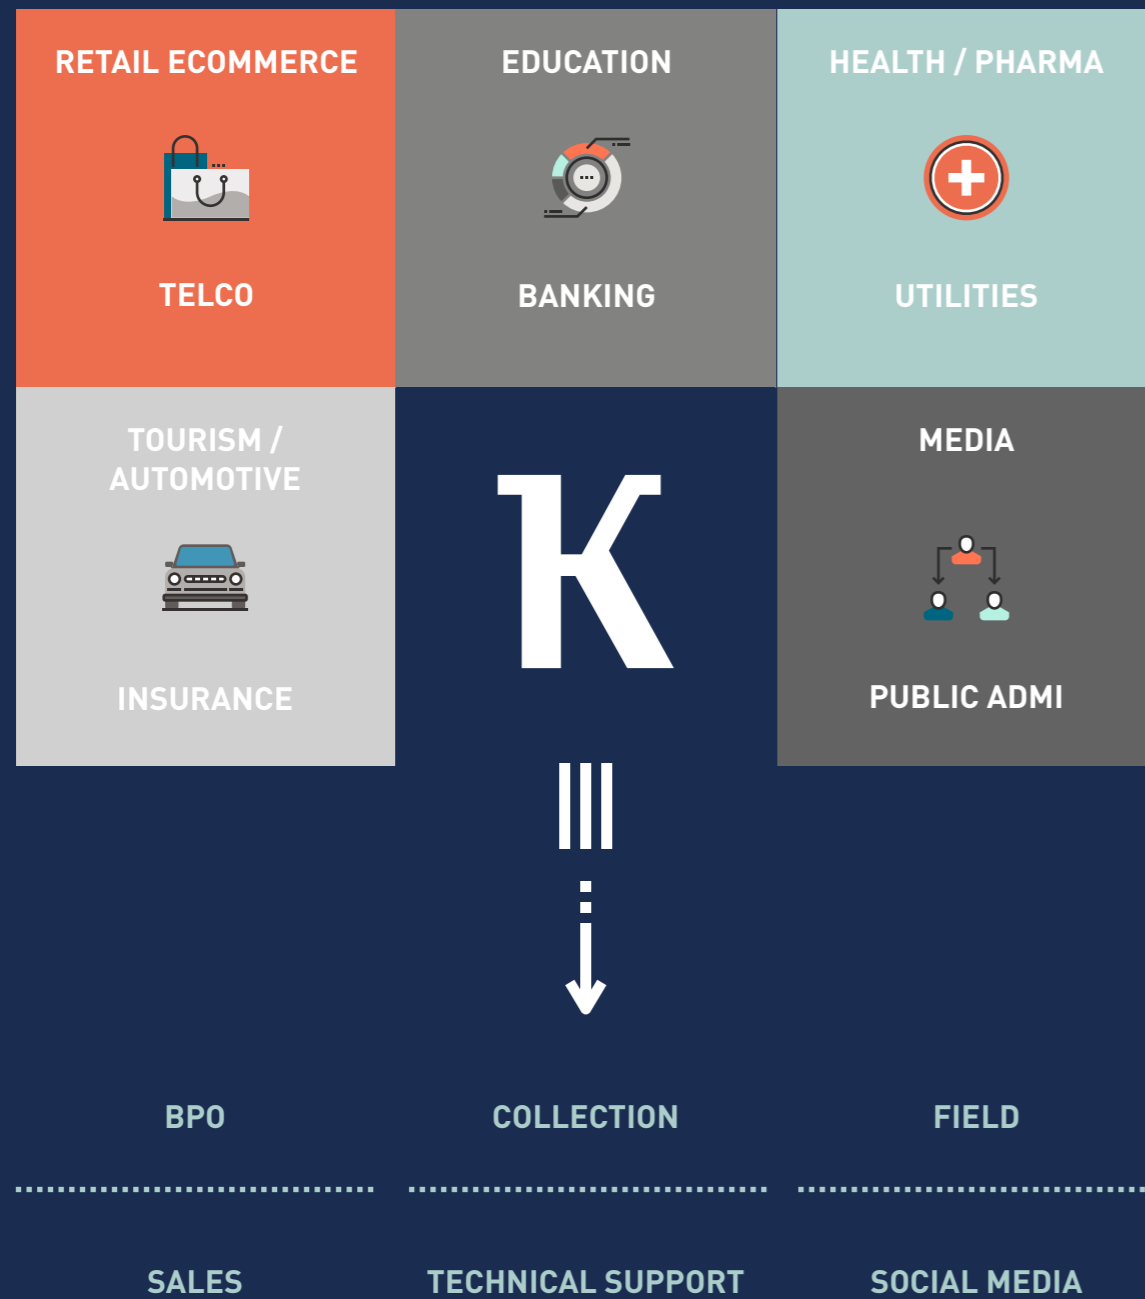 RETAIL ECOMMERCE
EDUCATION
HEALTH / PHARMA
TELCO
BANKING
UTILITIES
TOURISM /
AUTOMOTIVE
INSURANCE
K
MEDIA
PUBLIC ADMI
BPO
COLLECTION
FIELD
SALES
TECHNICAL SUPPORT
SOCIAL MEDIA